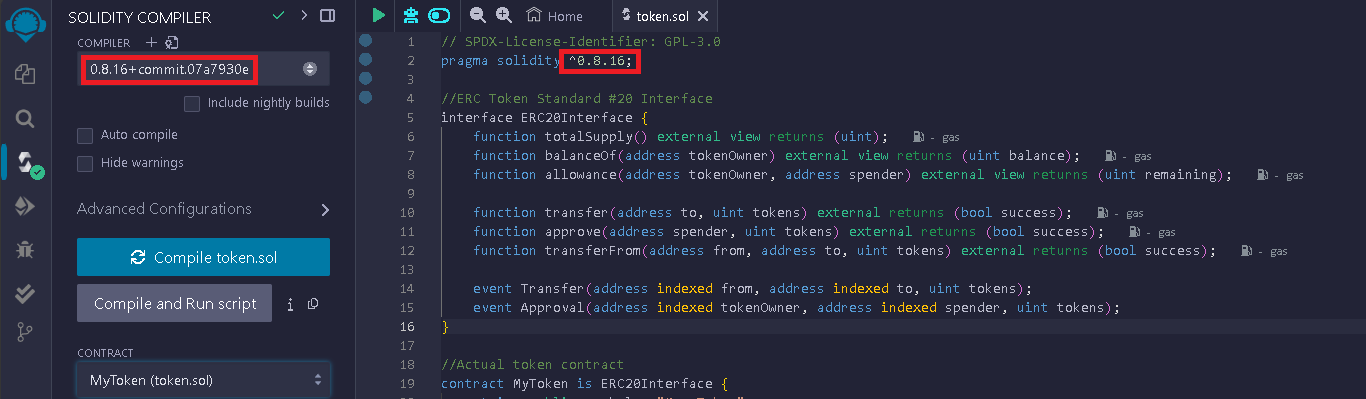 SOLIDITY COMPILER
COMPILER
0.8.16+commit.07a7930e
Include nightly builds
Auto compile
Hide warnings
Advanced Configurations
Compile token.sol
Compile and Run script
CONTRACT
MyToken (token.sol)
Home
token.sol
1 // SPDX-License-Identifier: GPL-3.0
2 pragma solidity ^0.8.16;
3
4 //ERC Token Standard #20 Interface
5 interface ERC20Interface {
6 function totalSupply() external view returns (uint); - gas
7 function balanceOf(address tokenOwner) external view returns (uint balance); - gas
8 function allowance(address tokenOwner, address spender) external view returns (uint remaining); - gas
9
10 function transfer(address to, uint tokens) external returns (bool success); - gas
11 function approve(address spender, uint tokens) external returns (bool success); - gas
12 function transferFrom(address from, address to, uint tokens) external returns (bool success); - gas
13
14 event Transfer(address indexed from, address indexed to, uint tokens);
15 event Approval(address indexed tokenOwner, address indexed spender, uint tokens);
16 }
17
18 //Actual token contract
19 contract MyToken is ERC20Interface {